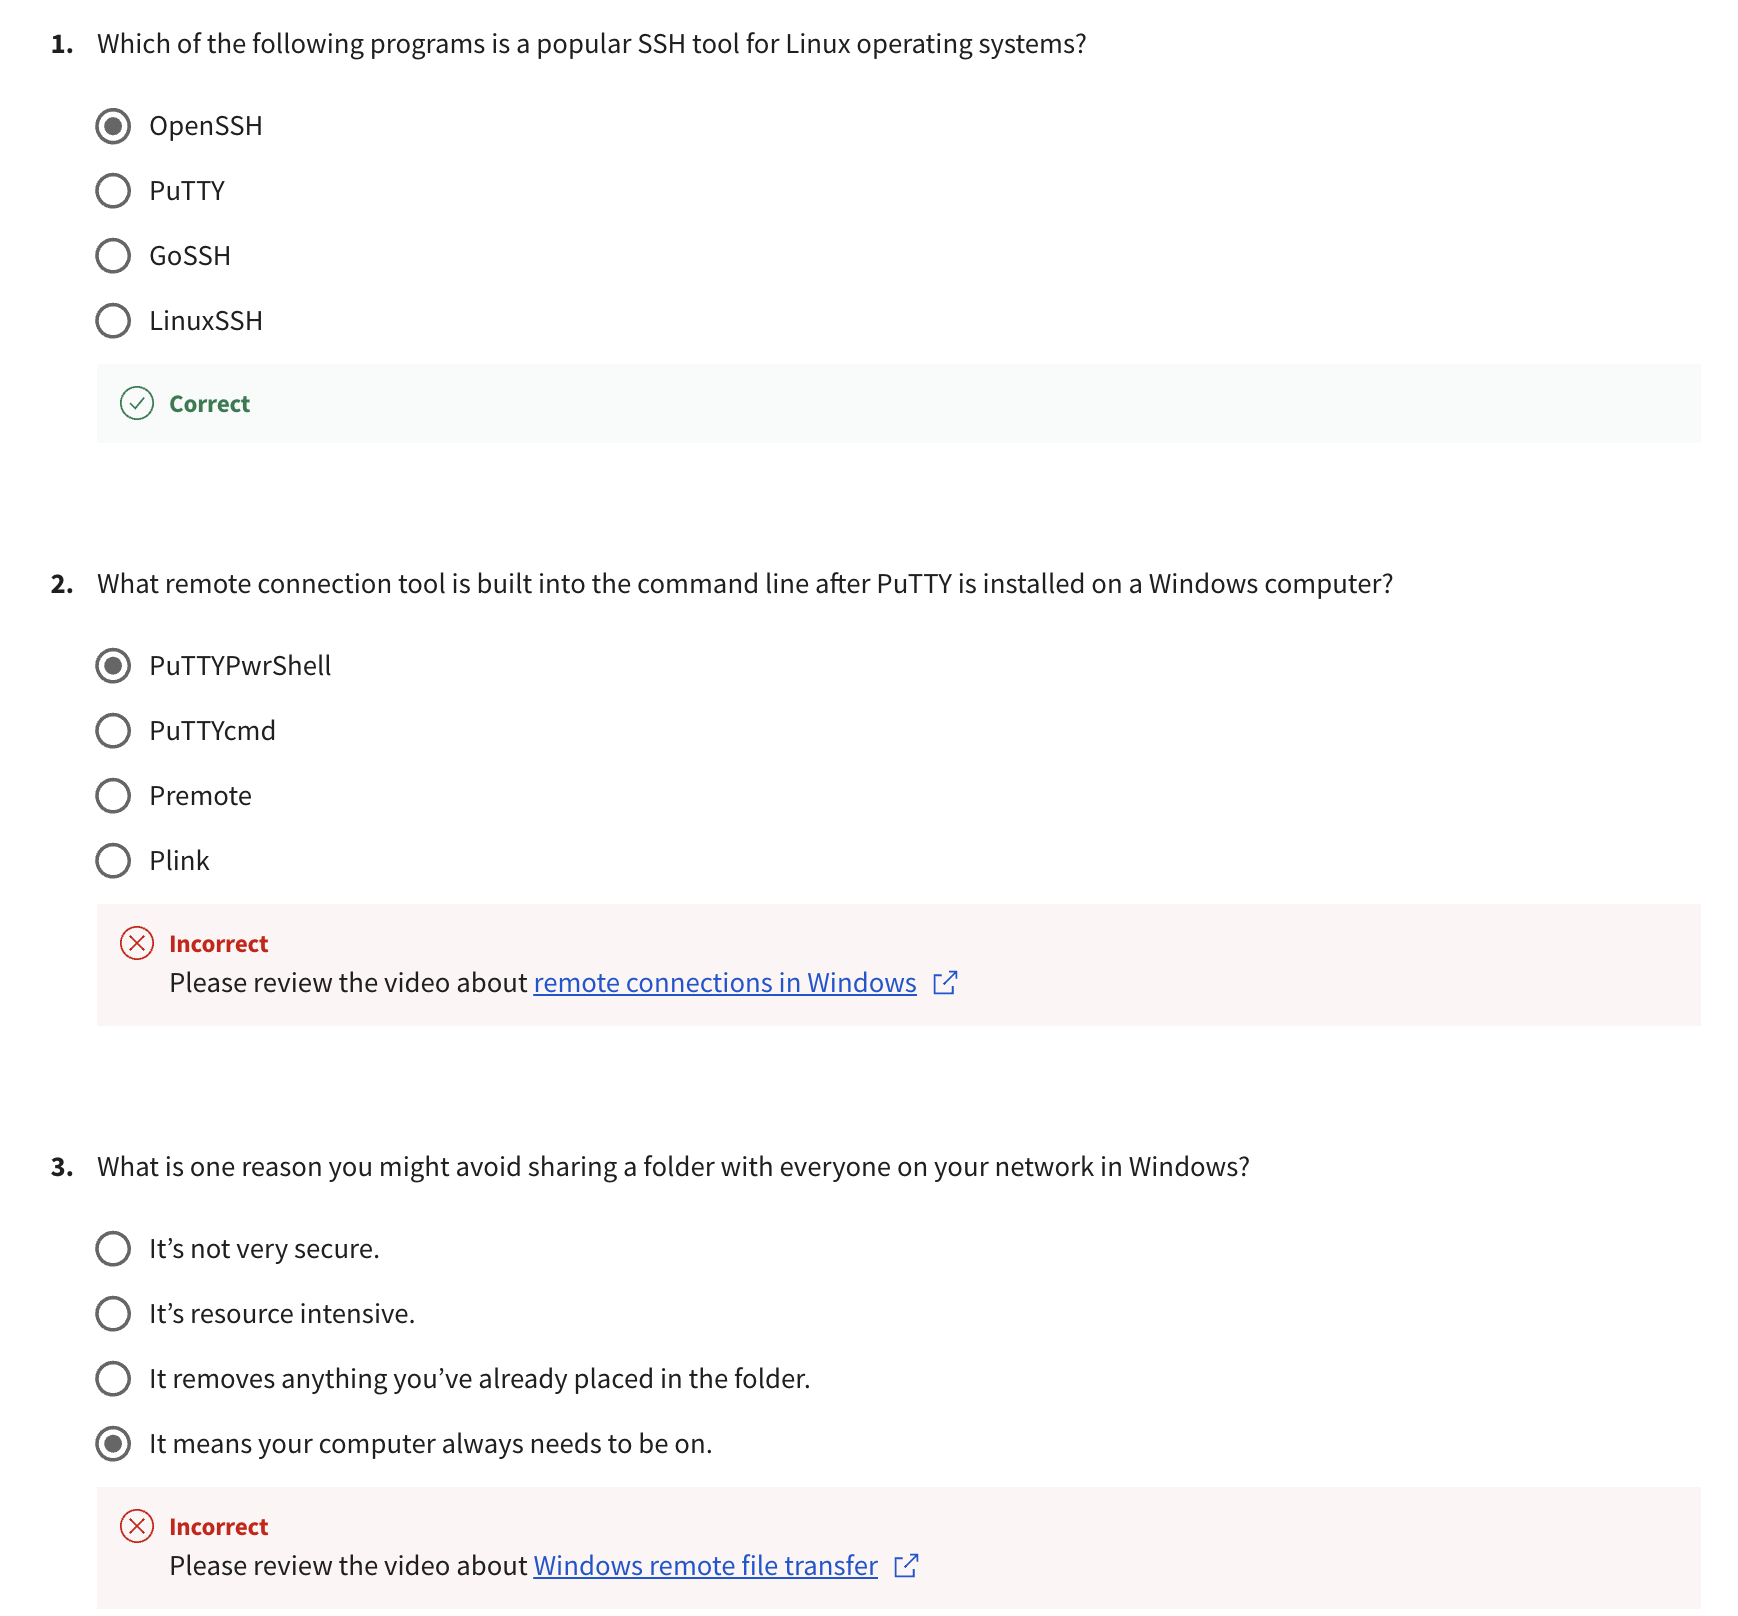 1. Which of the following programs is a popular SSH tool for Linux operating systems?
OpenSSH
PuTTY
GoSSH
LinuxSSH
Correct
2. What remote connection tool is built into the command line after PuTTY is installed on a Windows computer?
PuTTYPwrShell
PuTTYcmd
Premote
Plink
Incorrect
Please review the video about remote connections in Windows
3. What is one reason you might avoid sharing a folder with everyone on your network in Windows?
It’s not very secure.
It’s resource intensive.
It removes anything you’ve already placed in the folder.
It means your computer always needs to be on.
Incorrect
Please review the video about Windows remote file transfer